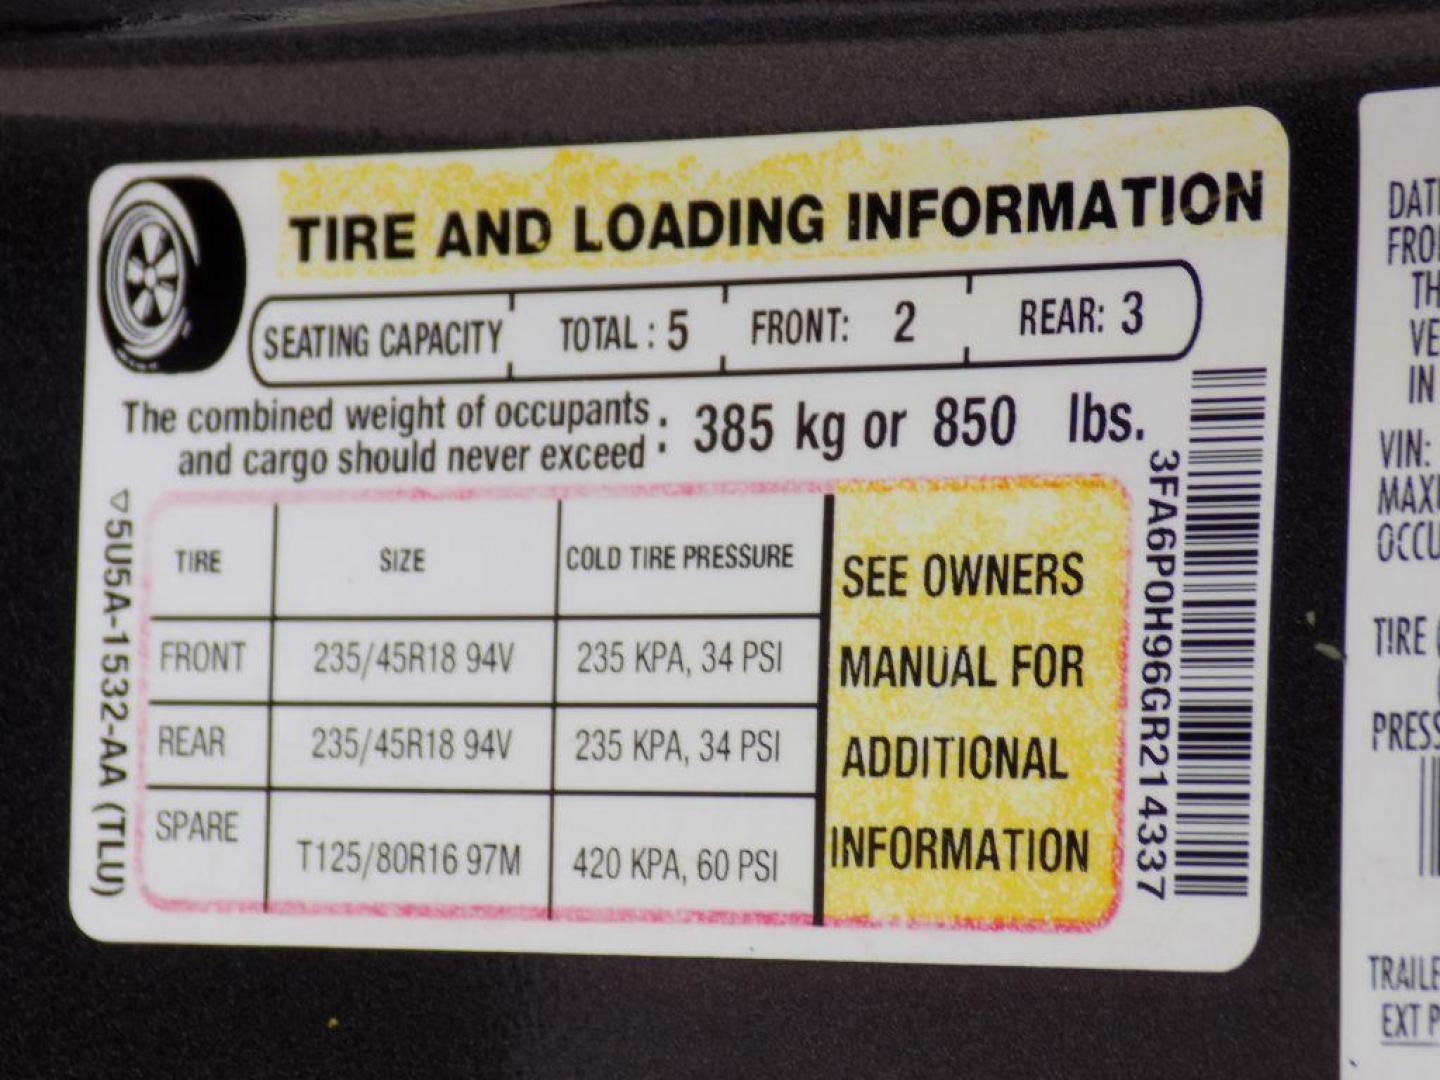 TIRE AND LOADING INFORMATION
SEATING CAPACITY TOTAL : 5 FRONT: 2 REAR: 3
The combined weight of occupants
and cargo should never exceed : 385 kg or 850 lbs.
TIRE SIZE COLD TIRE PRESSURE
FRONT 235/45R18 94V 235 KPA, 34 PSI
REAR 235/45R18 94V 235 KPA, 34 PSI
SPARE T125/80R16 97M 420 KPA, 60 PSI
SEE OWNERS
MANUAL FOR
ADDITIONAL
INFORMATION
5U5A-1532-AA (TLU)
3FA6P0H96GR214337
VIN:
TIRE
IN